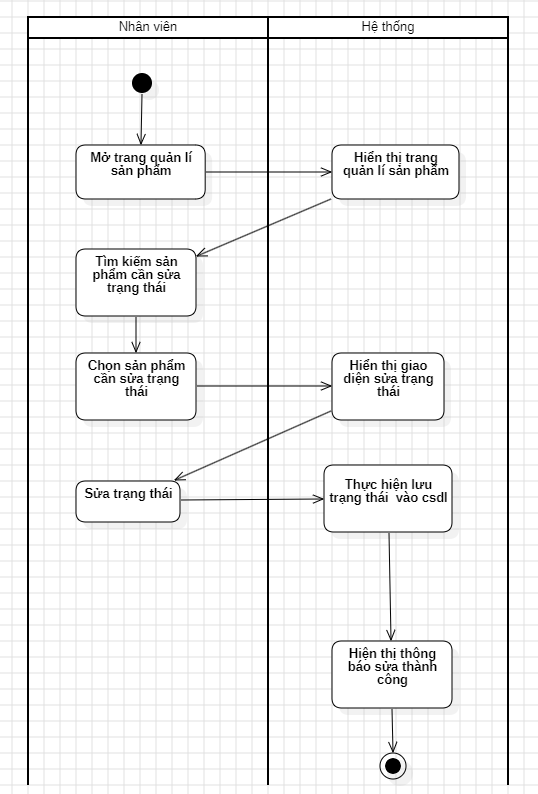 Nhân viên
Hệ thống
Mở trang quản lí
sản phẩm
Hiển thị trang
quản lí sản phẩm
Tìm kiếm sản
phẩm cần sửa
trạng thái
Chọn sản phẩm
cần sửa trạng
thái
Hiển thị giao
diện sửa trạng
thái
Sửa trạng thái
Thực hiện lưu
trạng thái  vào csdl
Hiện thị thông
báo sửa thành
công